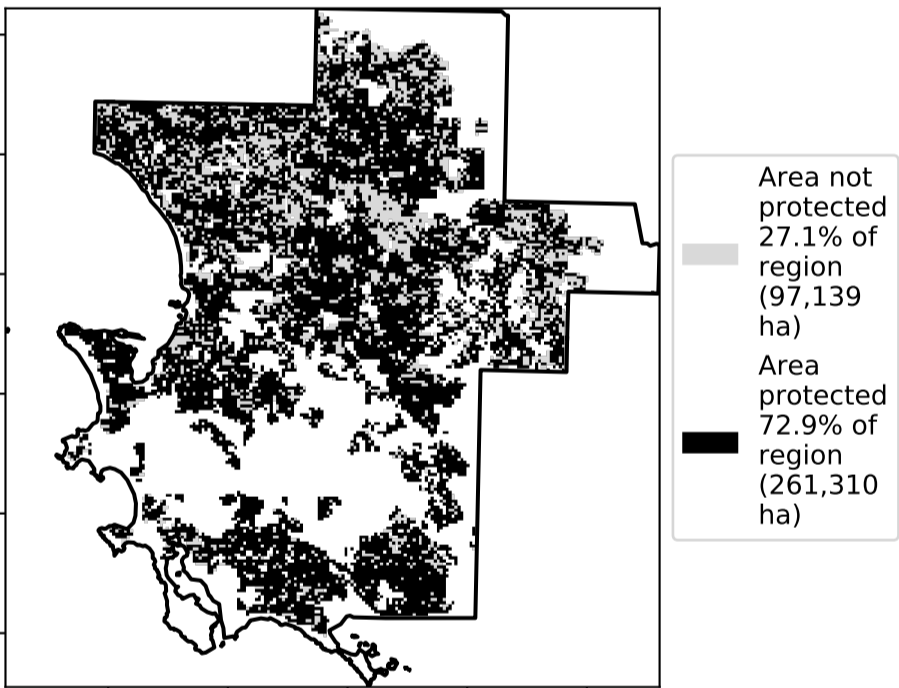 Area not
protected
27.1% of
region
(97,139
ha)
Area
protected
72.9% of
region
(261,310
ha)